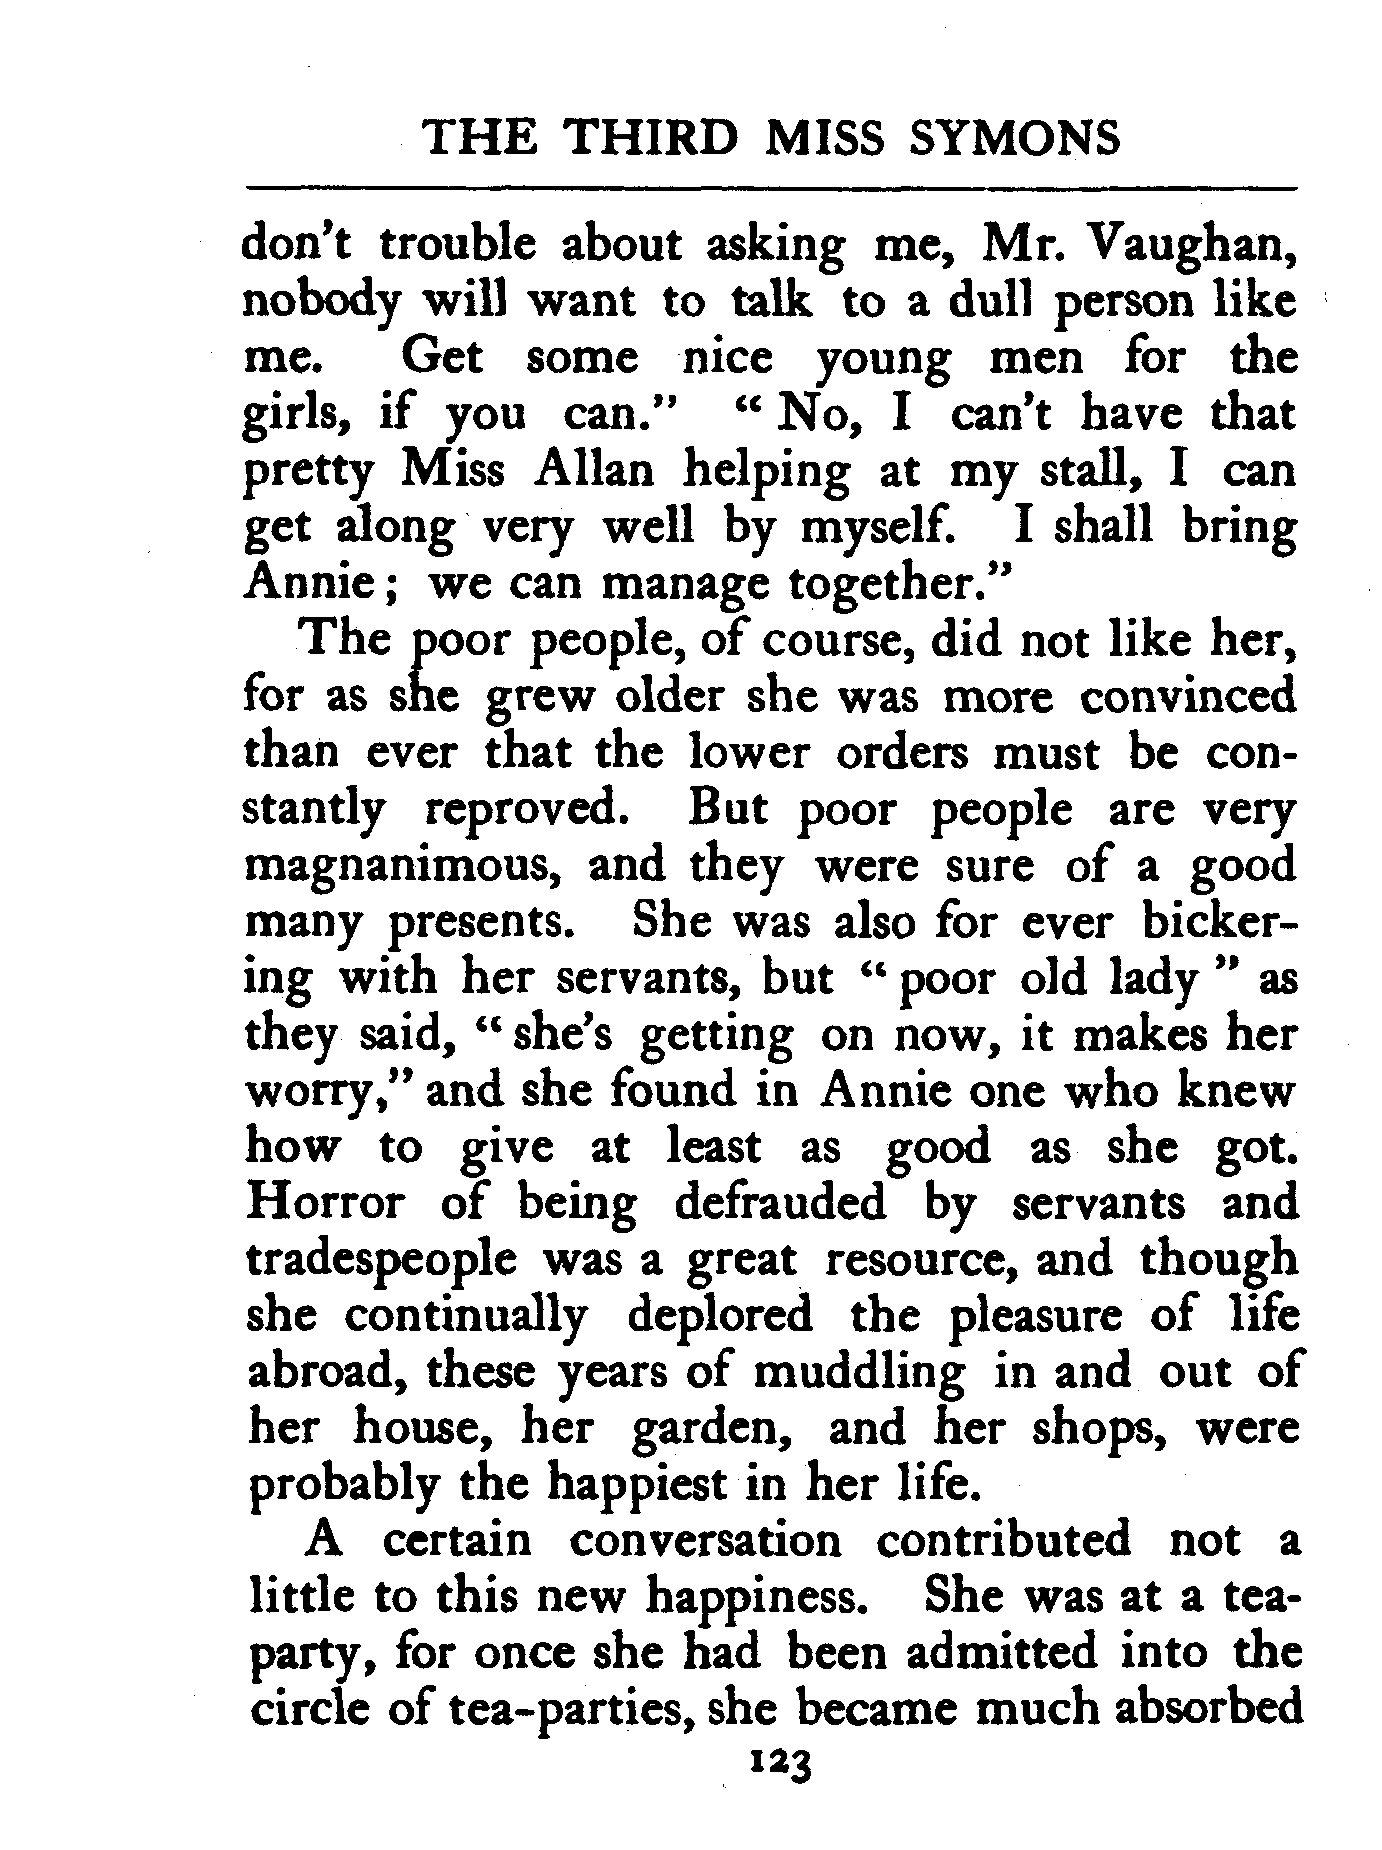 THE THIRD MISS SYMONS
don't trouble about asking me, Mr. Vaughan,
nobody will want to talk to a dull person like
me. Get some nice young men for the
girls, if you can." "No, I can't have that
pretty Miss Allan helping at my stall, I can
get along very well by myself. I shall bring
Annie; we can manage together."
The poor people, of course, did not like her,
for as she grew older she was more convinced
than ever that the lower orders must be con-
stantly reproved. But poor people are very
magnanimous, and they were sure of a good
many presents. She was also for ever bicker-
ing with her servants, but "poor old lady" as
they said, "she's getting on now, it makes her
worry," and she found in Annie one who knew
how to give at least as good as she got.
Horror of being defrauded by servants and
tradespeople was a great resource, and though
she continually deplored the pleasure of life
abroad, these years of muddling in and out of
her house, her garden, and her shops, were
probably the happiest in her life.
A certain conversation contributed not a
little to this new happiness. She was at a tea-
party, for once she had been admitted into the
circle of tea-parties, she became much absorbed
123